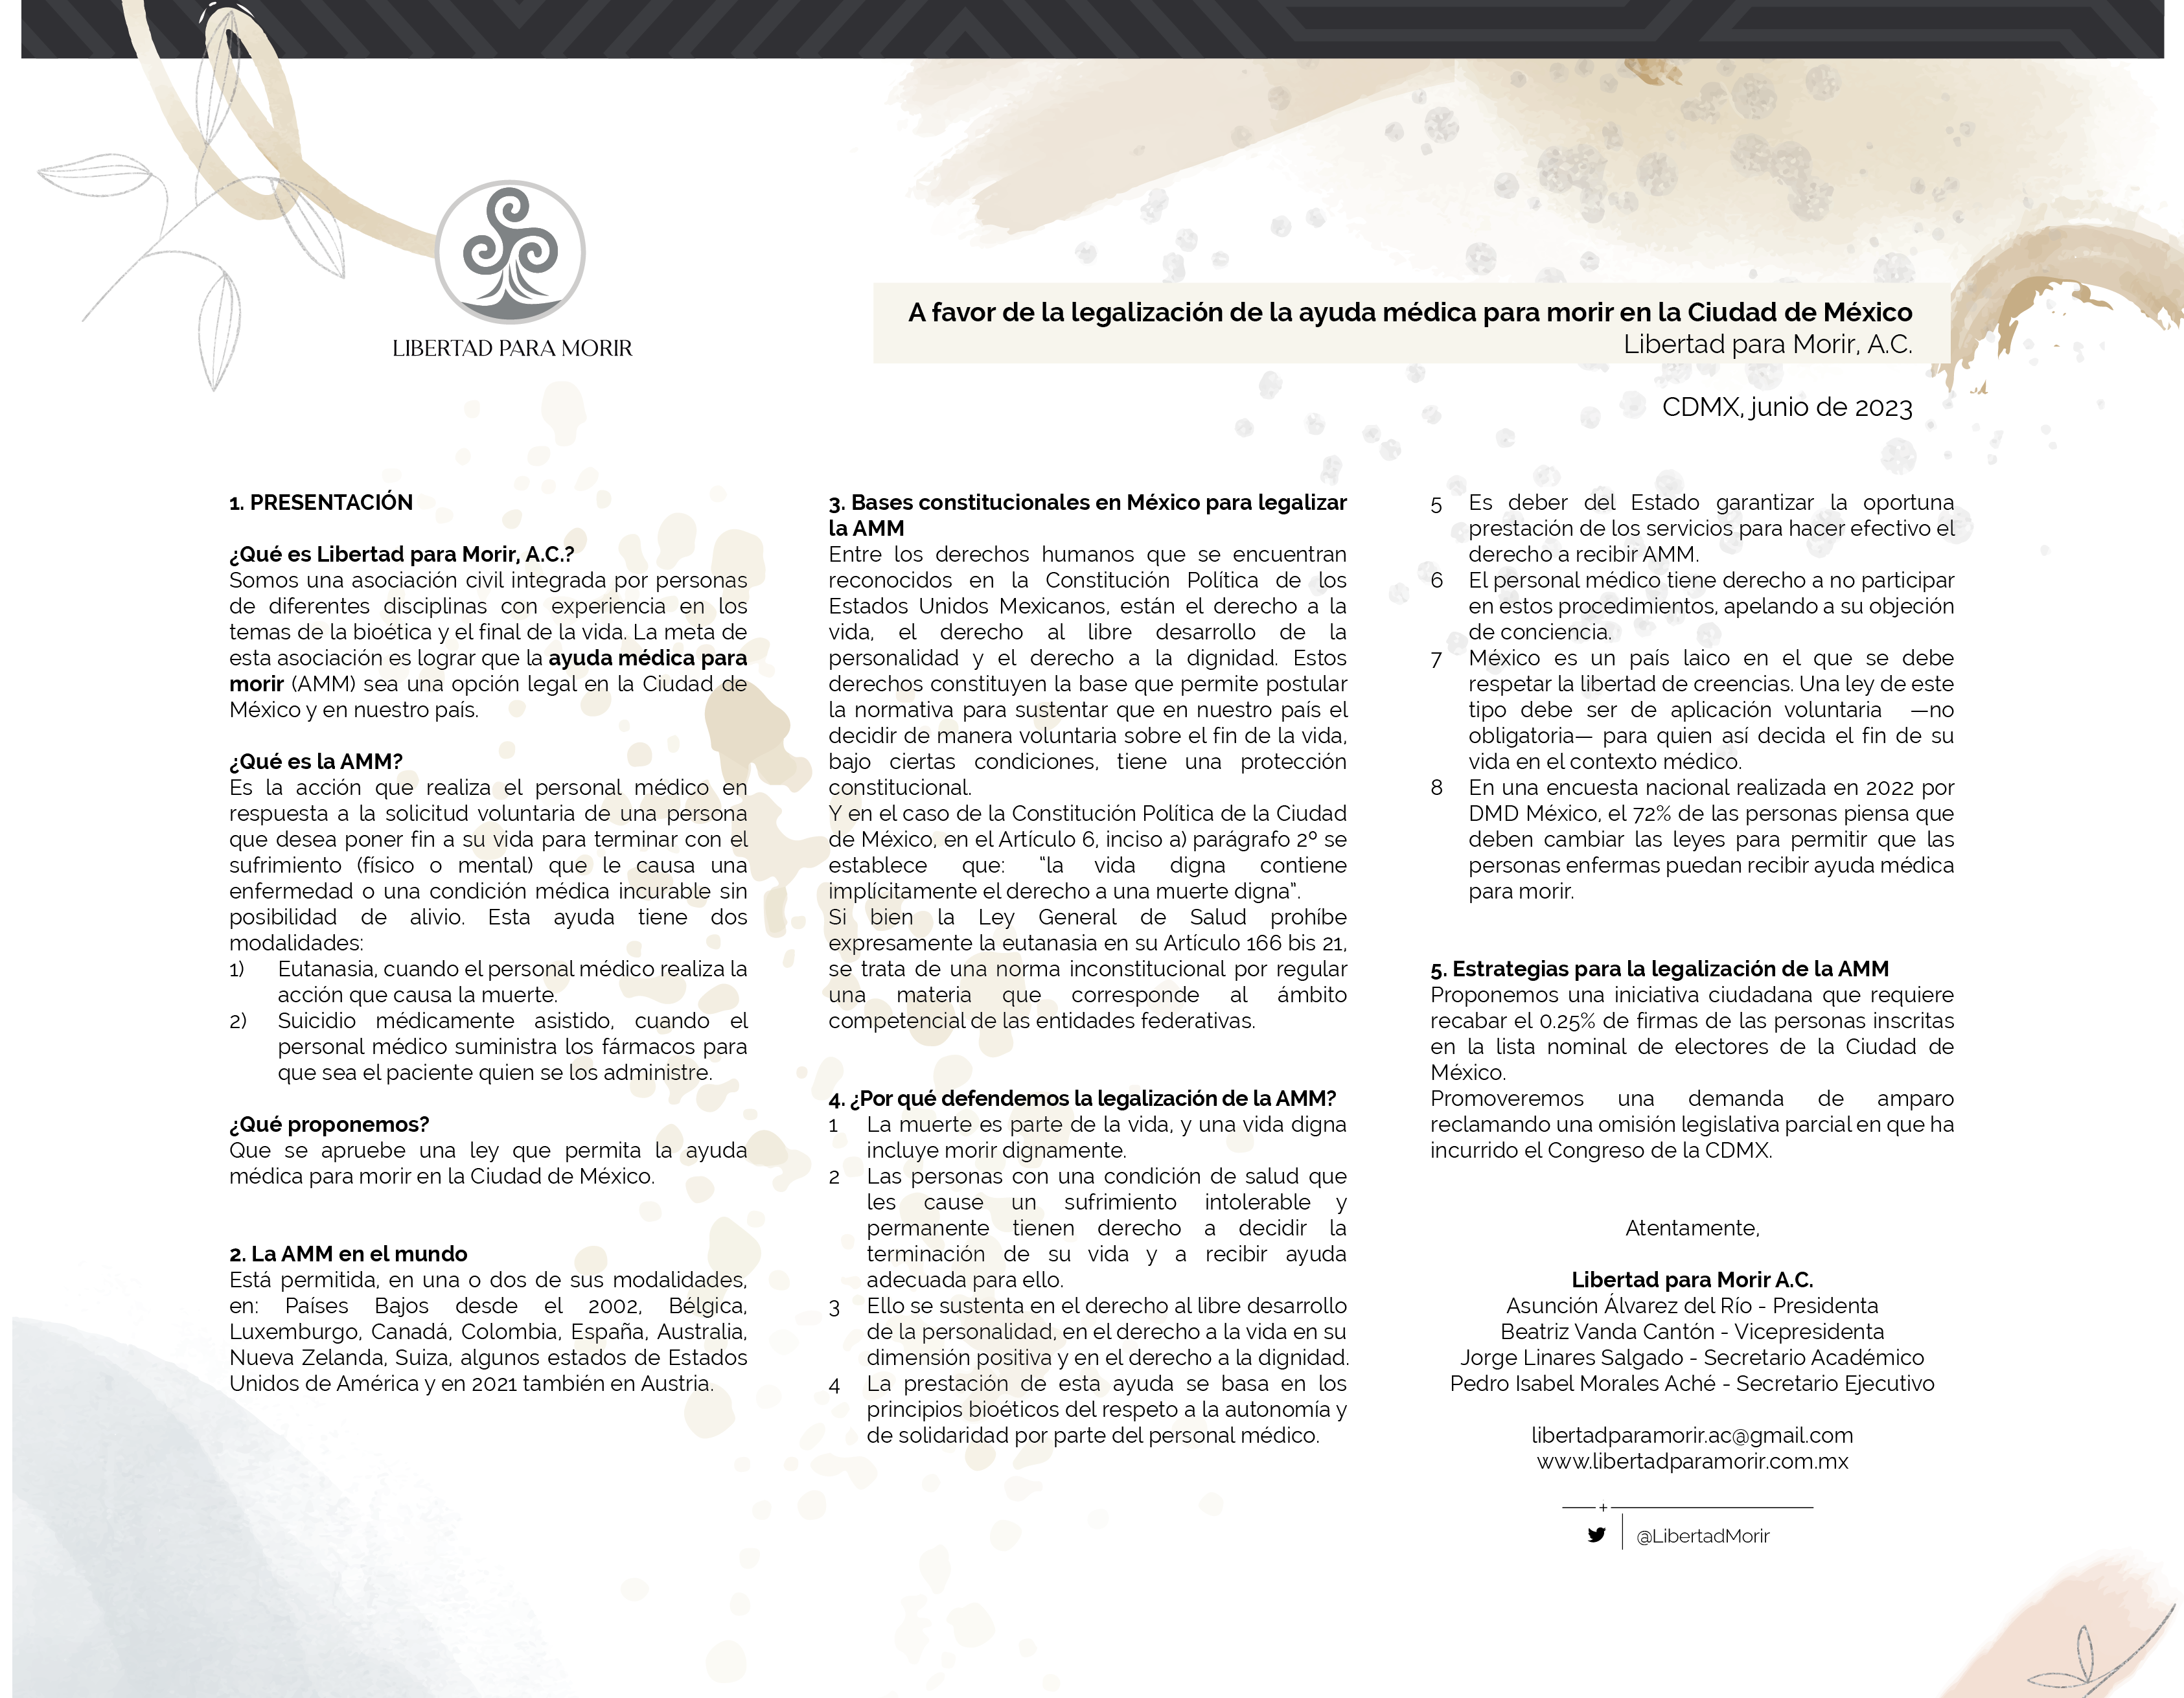 LIBERTAD PARA MORIR
A favor de la legalización de la ayuda médica para morir en la Ciudad de México
Libertad para Morir, A.C.
CDMX, junio de 2023
1. PRESENTACIÓN
¿Qué es Libertad para Morir, A.C.?
Somos una asociación civil integrada por personas
de diferentes disciplinas con experiencia en los
temas de la bioética y el final de la vida. La meta de
esta asociación es lograr que la ayuda médica para
morir (AMM) sea una opción legal en la Ciudad de
México y en nuestro país.
¿Qué es la AMM?
Es la acción que realiza el personal médico en
respuesta a la solicitud voluntaria de una persona
que desea poner fin a su vida para terminar con el
sufrimiento (físico o mental) que le causa una
enfermedad o una condición médica incurable sin
posibilidad de alivio. Esta ayuda tiene dos
modalidades:
1) Eutanasia, cuando el personal médico realiza la
acción que causa la muerte.
2) Suicidio médicamente asistido, cuando el
personal médico suministra los fármacos para
que sea el paciente quien se los administre.
¿Qué proponemos?
Que se apruebe una ley que permita la ayuda
médica para morir en la Ciudad de México.
2. La AMM en el mundo
Está permitida, en una o dos de sus modalidades,
en: Países Bajos desde el 2002, Bélgica,
Luxemburgo, Canadá, Colombia, España, Australia,
Nueva Zelanda, Suiza, algunos estados de Estados
Unidos de América y en 2021 también en Austria.
3. Bases constitucionales en México para legalizar
la AMM
Entre los derechos humanos que se encuentran
reconocidos en la Constitución Política de los
Estados Unidos Mexicanos, están el derecho a la
vida, el derecho al libre desarrollo de la
personalidad y el derecho a la dignidad. Estos
derechos constituyen la base que permite postular
la normativa para sustentar que en nuestro país el
decidir de manera voluntaria sobre el fin de la vida,
bajo ciertas condiciones, tiene una protección
constitucional.
Y en el caso de la Constitución Política de la Ciudad
de México, en el Artículo 6, inciso a) parágrafo 2º se
establece que: “la vida digna contiene
implícitamente el derecho a una muerte digna”.
Si bien la Ley General de Salud prohíbe
expresamente la eutanasia en su Artículo 166 bis 21,
se trata de una norma inconstitucional por regular
una materia que corresponde al ámbito
competencial de las entidades federativas.
4. ¿Por qué defendemos la legalización de la AMM?
1 La muerte es parte de la vida, y una vida digna
incluye morir dignamente.
2 Las personas con una condición de salud que
les cause un sufrimiento intolerable y
permanente tienen derecho a decidir la
terminación de su vida y a recibir ayuda
adecuada para ello.
3 Ello se sustenta en el derecho al libre desarrollo
de la personalidad, en el derecho a la vida en su
dimensión positiva y en el derecho a la dignidad.
4 La prestación de esta ayuda se basa en los
principios bioéticos del respeto a la autonomía y
de solidaridad por parte del personal médico.
5 Es deber del Estado garantizar la oportuna
prestación de los servicios para hacer efectivo el
derecho a recibir AMM.
6 El personal médico tiene derecho a no participar
en estos procedimientos, apelando a su objeción
de conciencia.
7 México es un país laico en el que se debe
respetar la libertad de creencias. Una ley de este
tipo debe ser de aplicación voluntaria —no
obligatoria— para quien así decida el fin de su
vida en el contexto médico.
8 En una encuesta nacional realizada en 2022 por
DMD México, el 72% de las personas piensa que
deben cambiar las leyes para permitir que las
personas enfermas puedan recibir ayuda médica
para morir.
5. Estrategias para la legalización de la AMM
Proponemos una iniciativa ciudadana que requiere
recabar el 0.25% de firmas de las personas inscritas
en la lista nominal de electores de la Ciudad de
México.
Promoveremos una demanda de amparo
reclamando una omisión legislativa parcial en que ha
incurrido el Congreso de la CDMX.
Atentamente,
Libertad para Morir A.C.
Asunción Álvarez del Río - Presidenta
Beatriz Vanda Cantón - Vicepresidenta
Jorge Linares Salgado - Secretario Académico
Pedro Isabel Morales Aché - Secretario Ejecutivo
libertadparamorir.ac@gmail.com
www.libertadparamorir.com.mx
@LibertadMorir